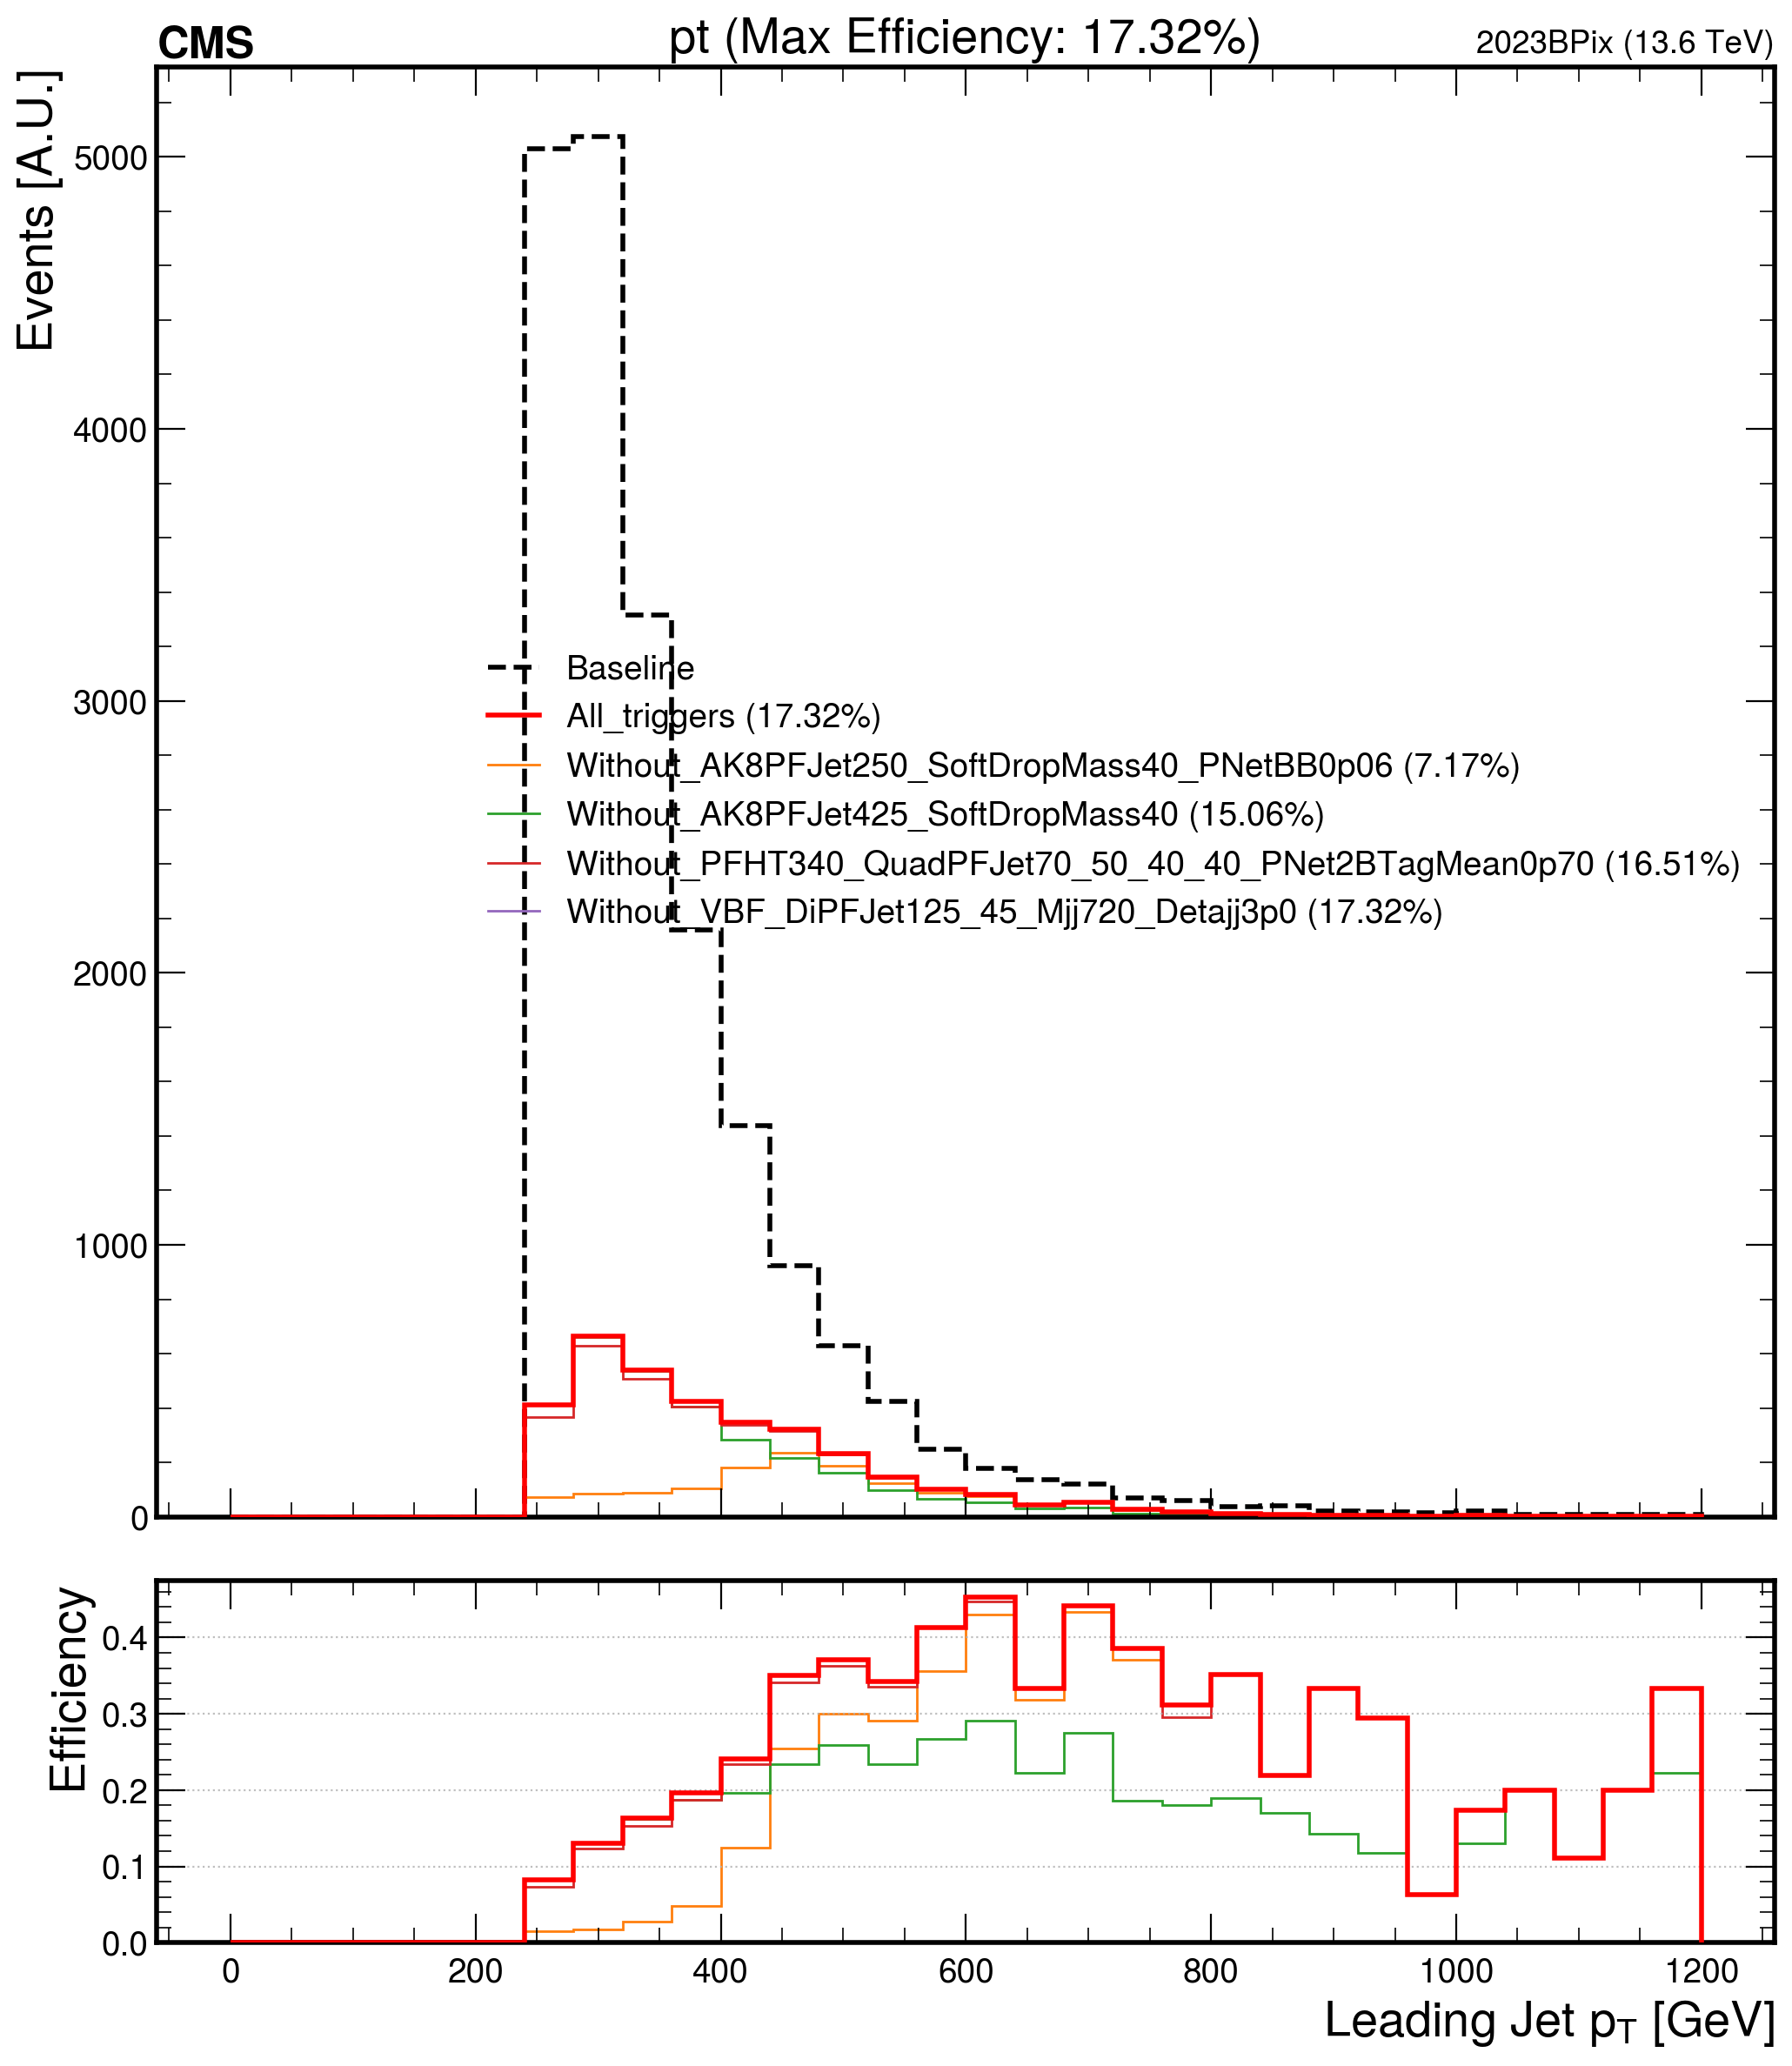 CMS pt (Max Efficiency: 17.32%) 2023BPix (13.6 TeV)
Events [A.U.]
5000
4000
3000
2000
1000
0
Baseline
All_triggers (17.32%)
Without_AK8PFJet250_SoftDropMass40_PNetBB0p06 (7.17%)
Without_AK8PFJet425_SoftDropMass40 (15.06%)
Without_PFHT340_QuadPFJet70_50_40_40_PNet2BTagMean0p70 (16.51%)
Without_VBF_DiPFJet125_45_Mjj720_Detajj3p0 (17.32%)
Efficiency
0.4
0.3
0.2
0.1
0.0
0 200 400 600 800 1000 1200
Leading Jet pT [GeV]